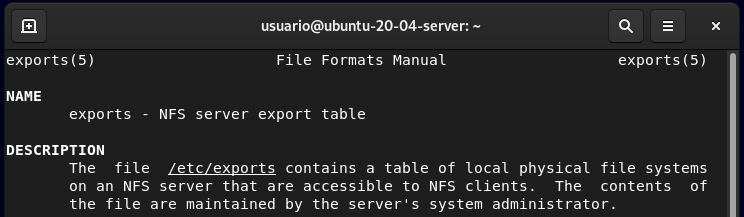 usuario@ubuntu-20-04-server: ~
exports(5) File Formats Manual exports(5)
NAME
exports - NFS server export table
DESCRIPTION
The file /etc/exports contains a table of local physical file systems
on an NFS server that are accessible to NFS clients. The contents of
the file are maintained by the server's system administrator.